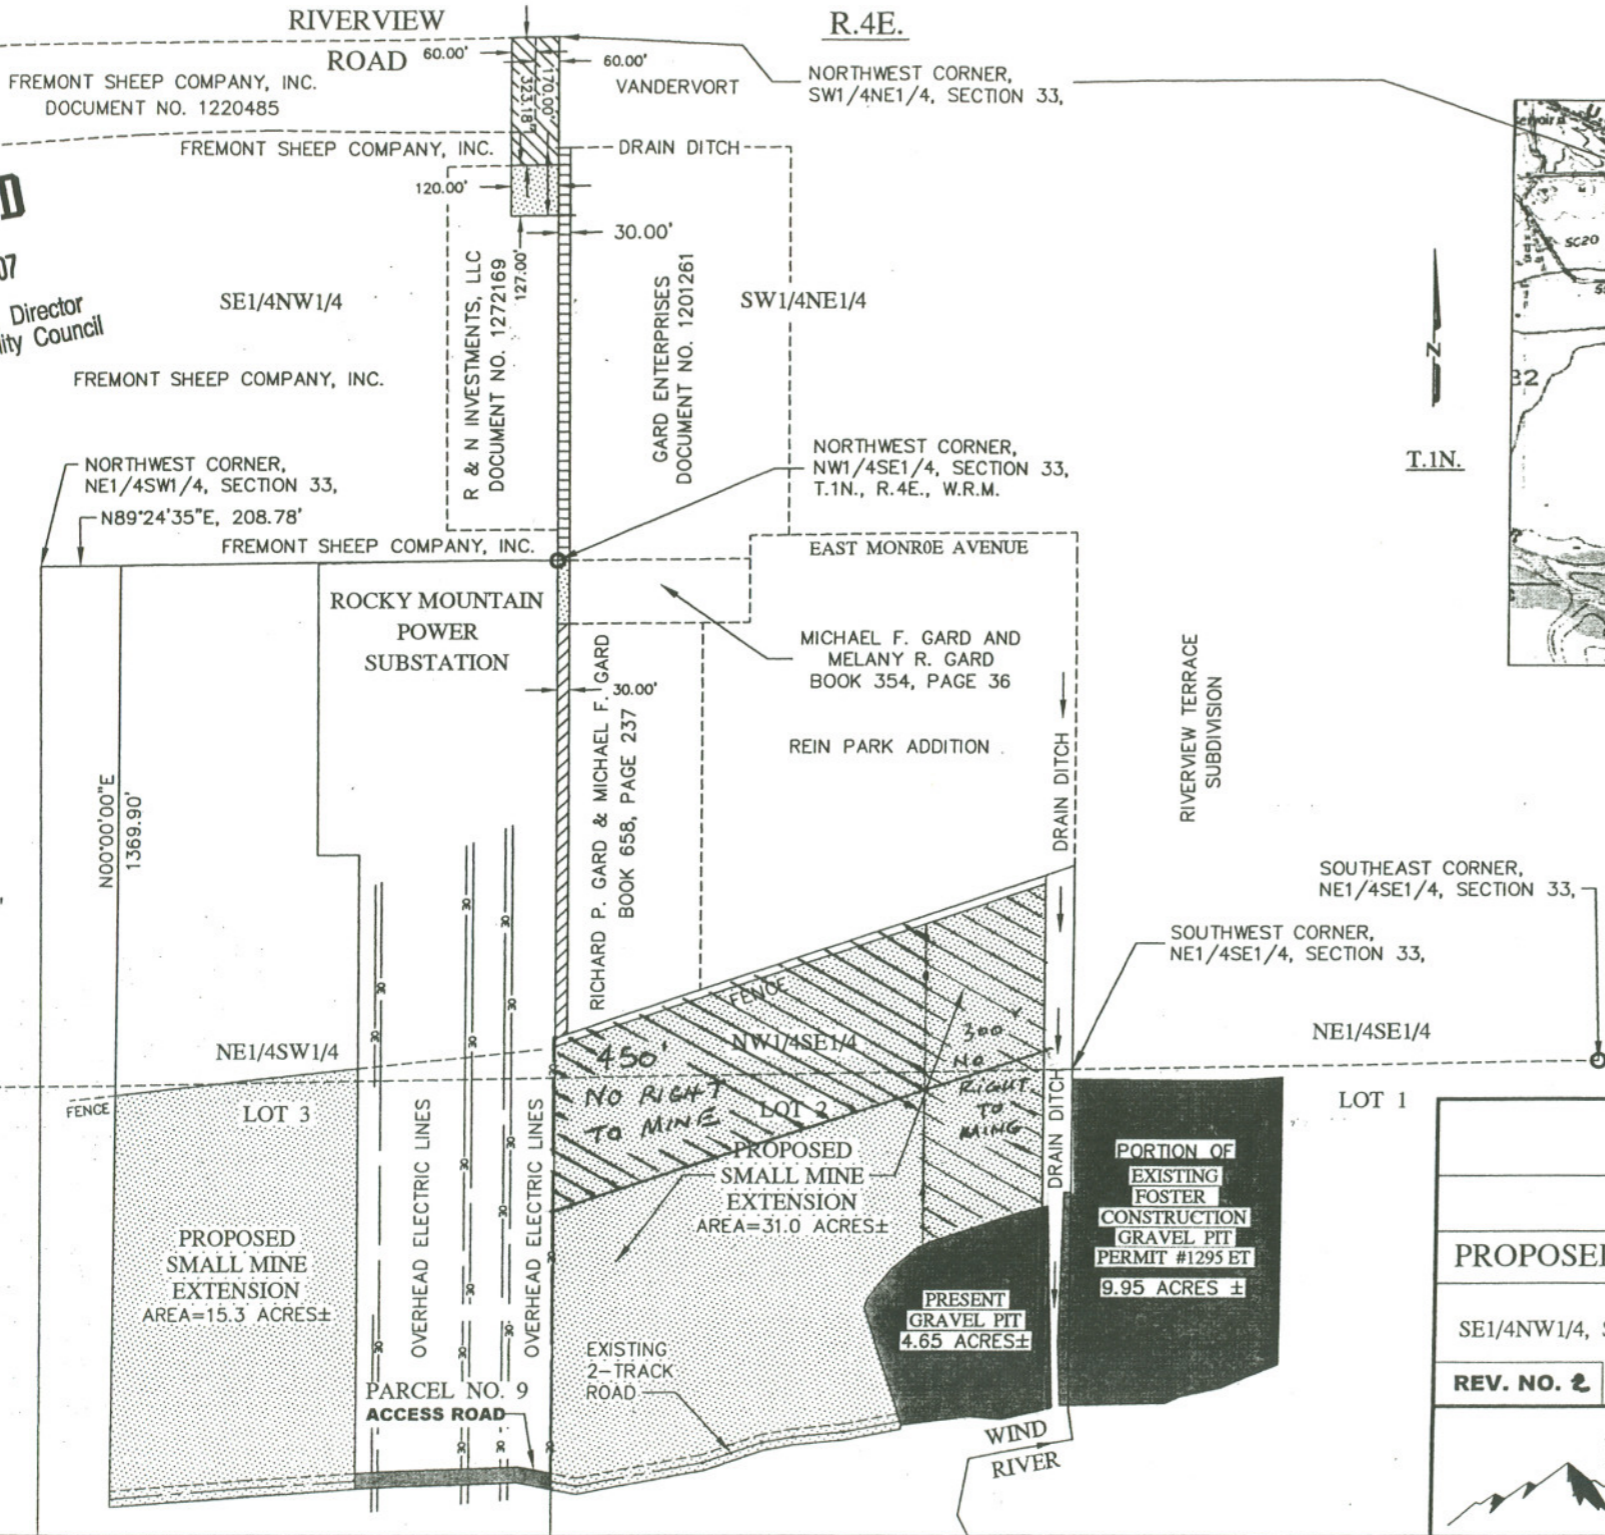 RIVERVIEW
ROAD
R.4E.
60.00'
60.00'
170.00'
323.18'
VANDERVORT
NORTHWEST CORNER,
SW1/4NE1/4, SECTION 33,
FREMONT SHEEP COMPANY, INC.
DOCUMENT NO. 1220485
FREMONT SHEEP COMPANY, INC.
DRAIN DITCH
120.00'
30.00'
127.00'
D
07
Director
lity Council
SE1/4NW1/4
R & N INVESTMENTS, LLC
DOCUMENT NO. 1272169
GARD ENTERPRISES
DOCUMENT NO. 1201261
SW1/4NE1/4
FREMONT SHEEP COMPANY, INC.
SC20
32
N
T.1N.
NORTHWEST CORNER,
NE1/4SW1/4, SECTION 33,
N89°24'35"E, 208.78'
NORTHWEST CORNER,
NW1/4SE1/4, SECTION 33,
T.1N., R.4E., W.R.M.
FREMONT SHEEP COMPANY, INC.
EAST MONROE AVENUE
ROCKY MOUNTAIN
POWER
SUBSTATION
MICHAEL F. GARD AND
MELANY R. GARD
BOOK 354, PAGE 36
30.00'
RICHARD P. GARD & MICHAEL F. GARD
BOOK 658, PAGE 237
REIN PARK ADDITION
DRAIN DITCH
RIVERVIEW TERRACE
SUBDIVISION
N00°00'00"E
1369.90'
SOUTHEAST CORNER,
NE1/4SE1/4, SECTION 33,
SOUTHWEST CORNER,
NE1/4SE1/4, SECTION 33,
FENCE
NE1/4SW1/4
NW1/4SE1/4
NE1/4SE1/4
450'
NO RIGHT
TO MINE
300'
NO
RIGHT
TO
MINING
FENCE
LOT 3
LOT 2
LOT 1
DRAIN DITCH
OVERHEAD ELECTRIC LINES
OVERHEAD ELECTRIC LINES
PROPOSED
SMALL MINE
EXTENSION
AREA=31.0 ACRES±
PORTION OF
EXISTING
FOSTER
CONSTRUCTION
GRAVEL PIT
PERMIT #1295 ET
9.95 ACRES ±
PROPOSED
SMALL MINE
EXTENSION
AREA=15.3 ACRES±
PRESENT
GRAVEL PIT
4.65 ACRES±
EXISTING
2-TRACK
ROAD
PARCEL NO. 9
ACCESS ROAD
WIND
RIVER
PROPOSE
SE1/4NW1/4,
REV. NO. 2